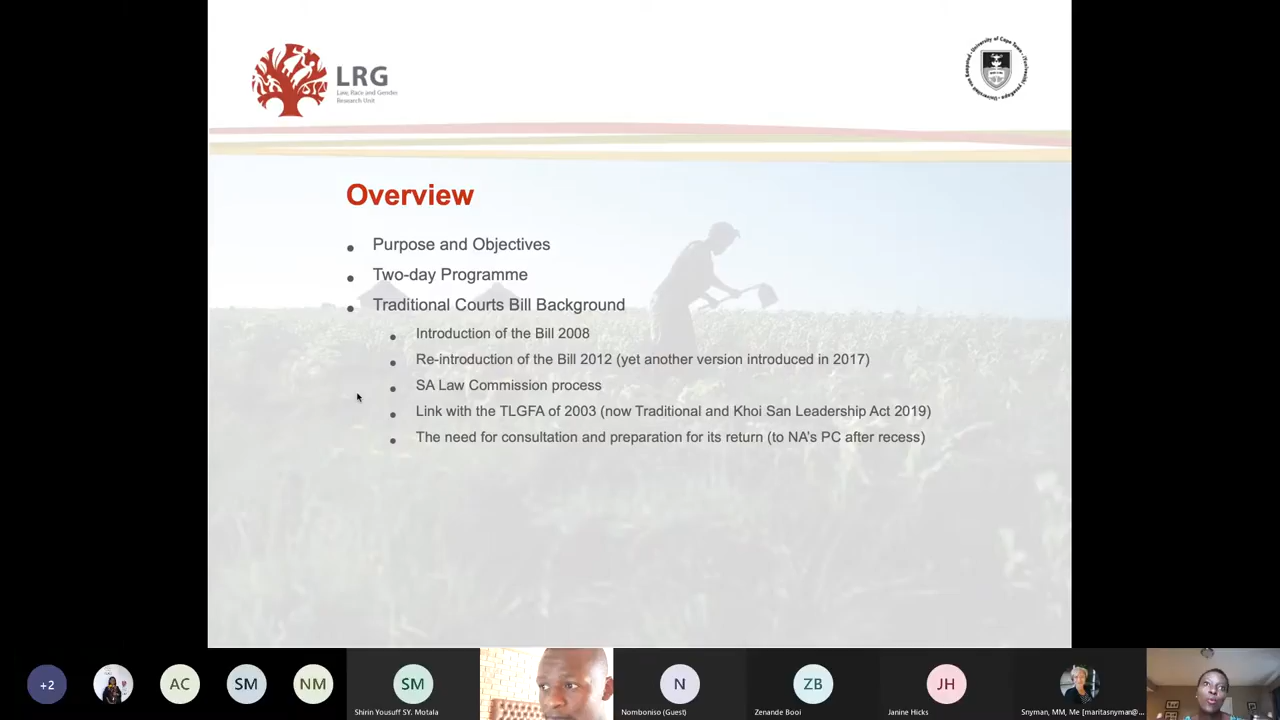 LRG
Law, Race and Gender
Research Unit
Overview
Purpose and Objectives
Two-day Programme
Traditional Courts Bill Background
Introduction of the Bill 2008
Re-introduction of the Bill 2012 (yet another version introduced in 2017)
SA Law Commission process
Link with the TLGFA of 2003 (now Traditional and Khoi San Leadership Act 2019)
The need for consultation and preparation for its return (to NA's PC after recess)
+2
AC
SM
NM
SM
N
ZB
JH
Shirin Yousuff SY. Motala
Nomboniso (Guest)
Zenande Booi
Janine Hicks
Snyman, MM, Me [maritasnyman@...